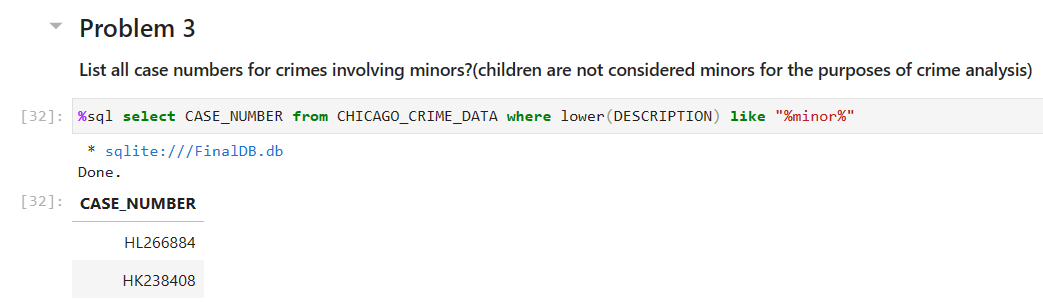 Problem 3
List all case numbers for crimes involving minors?(children are not considered minors for the purposes of crime analysis)
[32]: %sql select CASE_NUMBER from CHICAGO_CRIME_DATA where lower(DESCRIPTION) like "%minor%"
* sqlite:///FinalDB.db
Done.
[32]: CASE_NUMBER
HL266884
HK238408